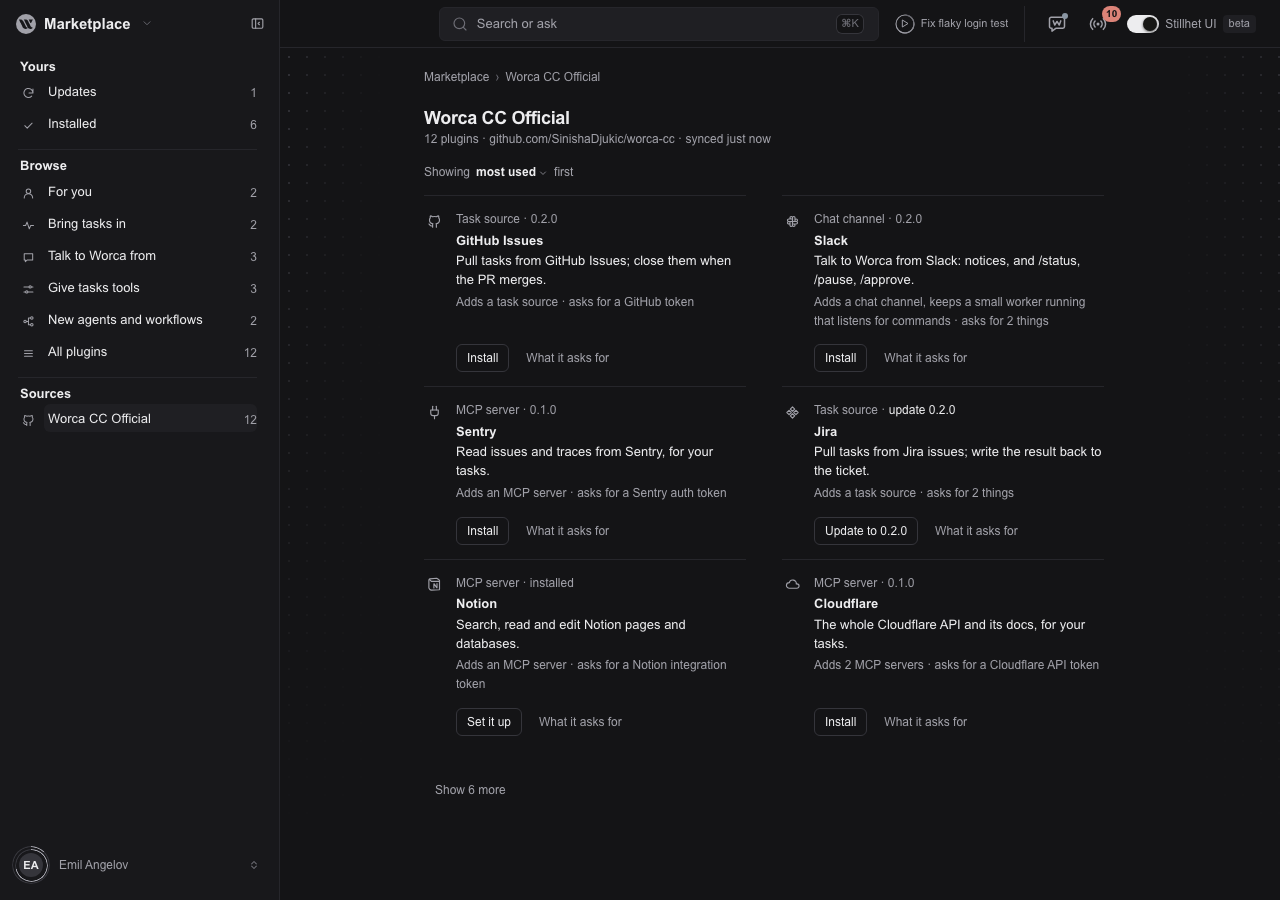 Marketplace
Search or ask
⌘K
Fix flaky login test
10
Stillhet UI
beta
Yours
Updates 1
Installed 6
Browse
For you 2
Bring tasks in 2
Talk to Worca from 3
Give tasks tools 3
New agents and workflows 2
All plugins 12
Sources
Worca CC Official 12
EA
Emil Angelov
Marketplace › Worca CC Official
Worca CC Official
12 plugins · github.com/SinishaDjukic/worca-cc · synced just now
Showing most used first
Task source · 0.2.0
GitHub Issues
Pull tasks from GitHub Issues; close them when
the PR merges.
Adds a task source · asks for a GitHub token
Install What it asks for
Chat channel · 0.2.0
Slack
Talk to Worca from Slack: notices, and /status,
/pause, /approve.
Adds a chat channel, keeps a small worker running
that listens for commands · asks for 2 things
Install What it asks for
MCP server · 0.1.0
Sentry
Read issues and traces from Sentry, for your
tasks.
Adds an MCP server · asks for a Sentry auth token
Install What it asks for
Task source · update 0.2.0
Jira
Pull tasks from Jira issues; write the result back to
the ticket.
Adds a task source · asks for 2 things
Update to 0.2.0 What it asks for
MCP server · installed
Notion
Search, read and edit Notion pages and
databases.
Adds an MCP server · asks for a Notion integration
token
Set it up What it asks for
MCP server · 0.1.0
Cloudflare
The whole Cloudflare API and its docs, for your
tasks.
Adds 2 MCP servers · asks for a Cloudflare API token
Install What it asks for
Show 6 more